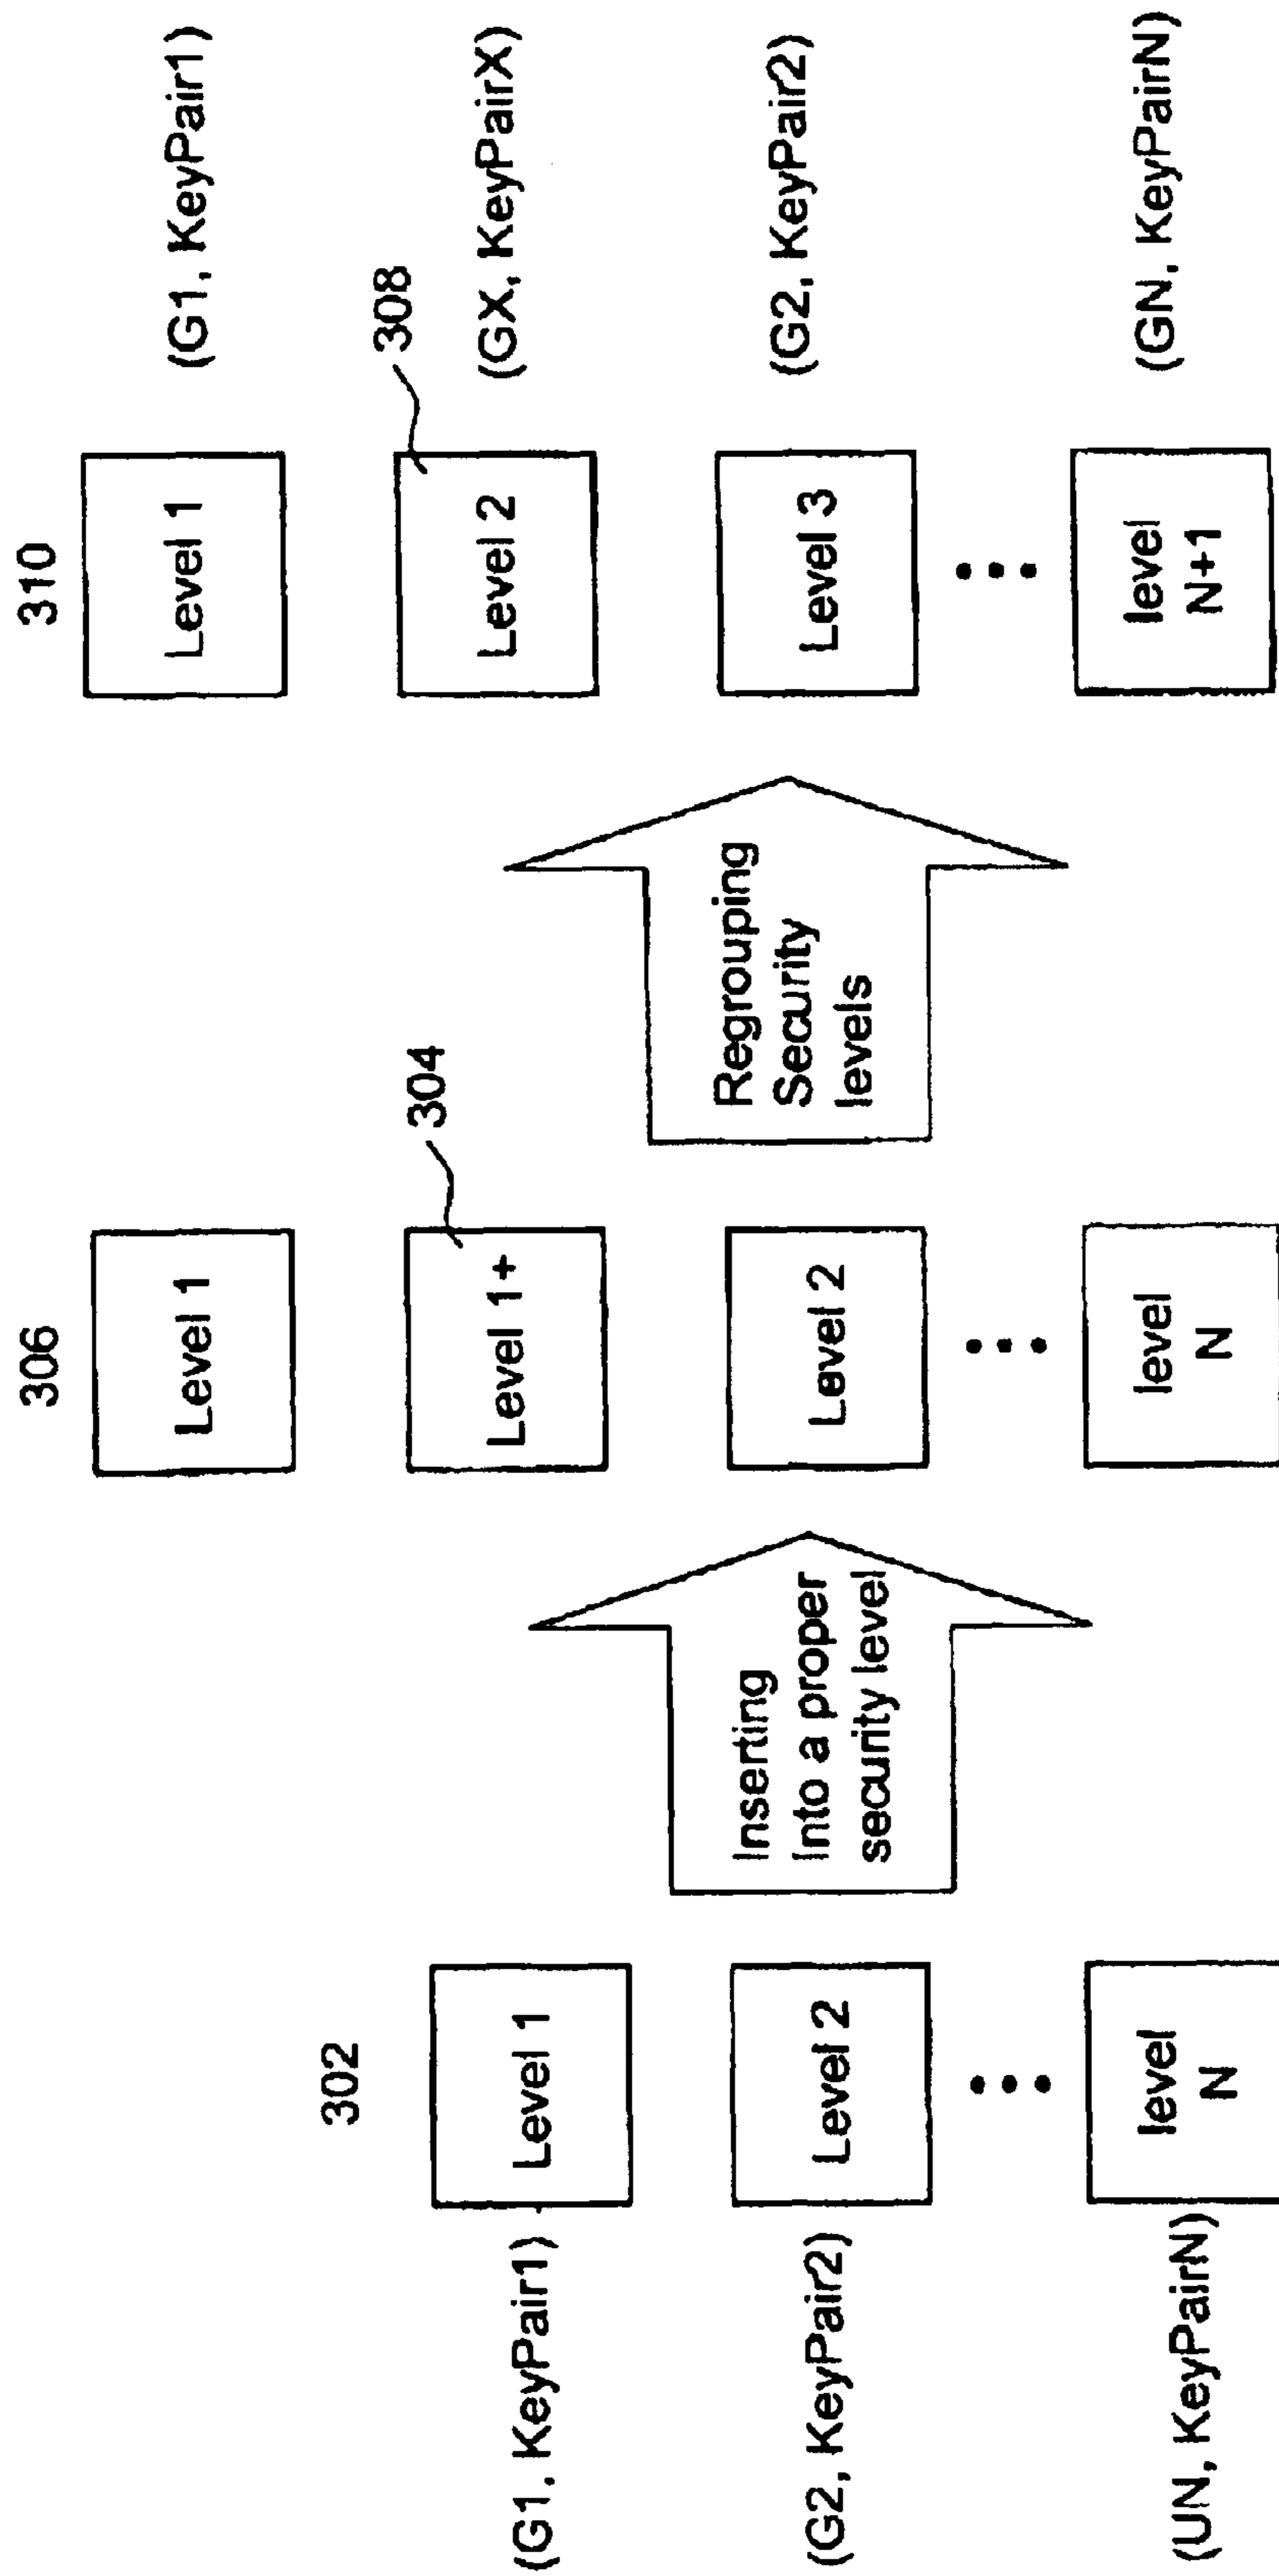 302
(G1, KeyPair1)
Level 1
(G2, KeyPair2)
Level 2
(UN, KeyPairN)
level
N
Inserting
Into a proper
security level
306
Level 1
304
Level 1+
Level 2
level
N
Regrouping
Security
levels
310
Level 1
(G1, KeyPair1)
308
Level 2
(GX, KeyPairX)
Level 3
(G2, KeyPair2)
level
N+1
(GN, KeyPairN)